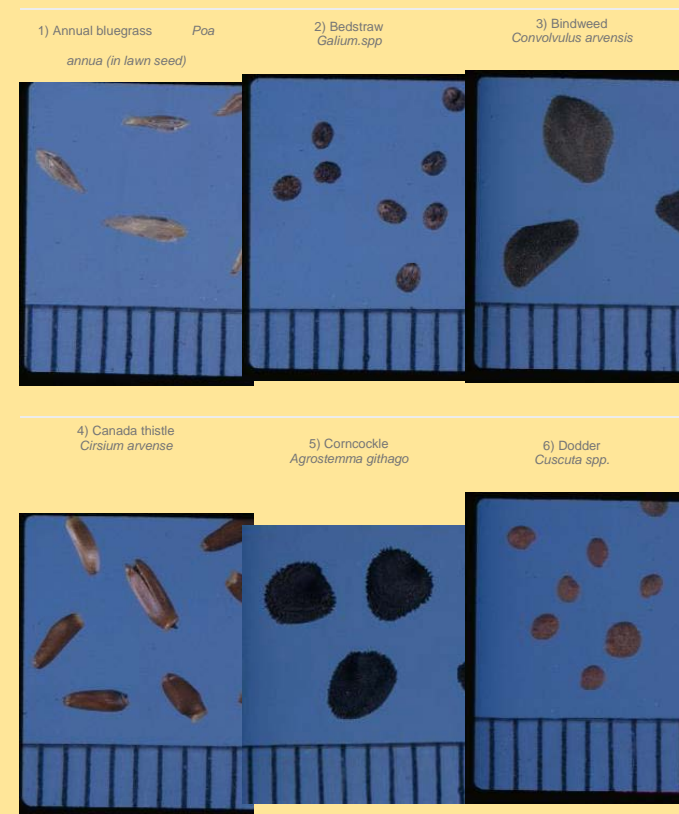 1) Annual bluegrass Poa
annua (in lawn seed)
2) Bedstraw
Galium.spp
3) Bindweed
Convolvulus arvensis
4) Canada thistle
Cirsium arvense
5) Corncockle
Agrostemma githago
6) Dodder
Cuscuta spp.